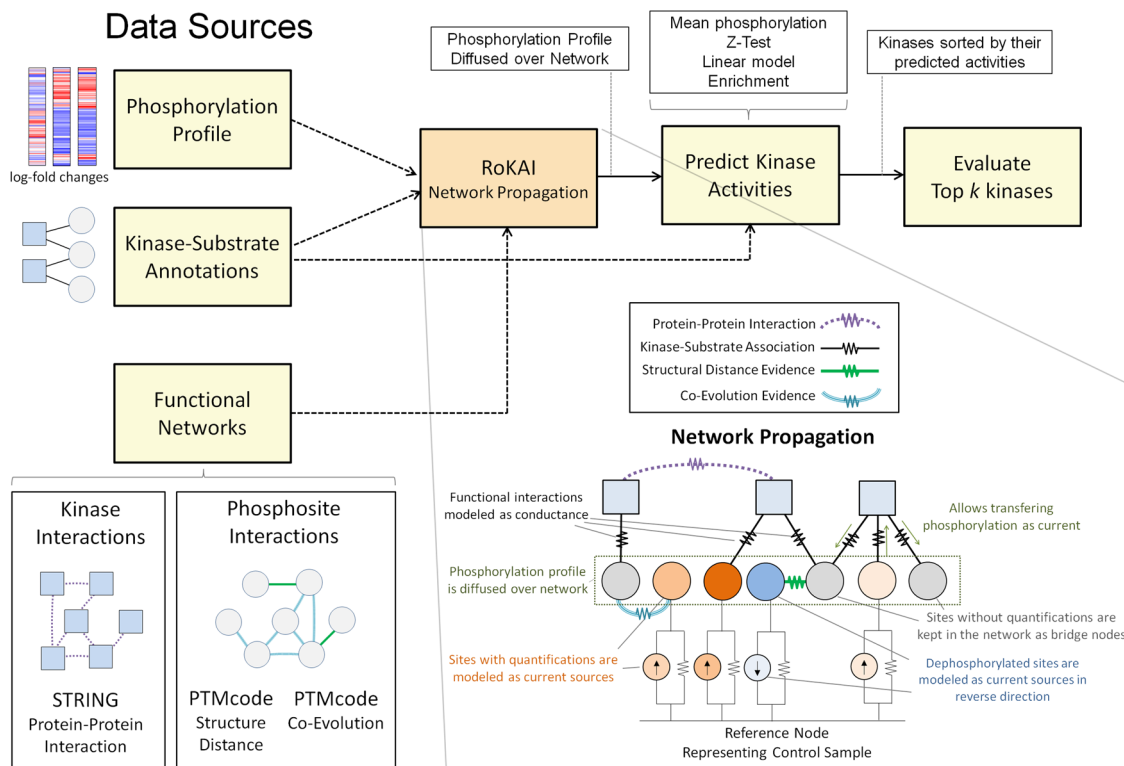 Data Sources
Phosphorylation
Profile
log-fold changes
Kinase-Substrate
Annotations
Functional
Networks
Kinase
Interactions
STRING
Protein-Protein
Interaction
Phosphosite
Interactions
PTMcode
Structure
Distance
PTMcode
Co-Evolution
RoKAI
Network Propagation
Phosphorylation Profile
Diffused over Network
Mean phosphorylation
Z-Test
Linear model
Enrichment
Predict Kinase
Activities
Kinases sorted by their
predicted activities
Evaluate
Top k kinases
Protein-Protein Interaction
Kinase-Substrate Association
Structural Distance Evidence
Co-Evolution Evidence
Network Propagation
Functional interactions
modeled as conductance
Allows transfering
phosphorylation as current
Phosphorylation profile
is diffused over network
Sites without quantifications are
kept in the network as bridge nodes
Sites with quantifications are
modeled as current sources
Dephosphorylated sites are
modeled as current sources in
reverse direction
Reference Node
Representing Control Sample